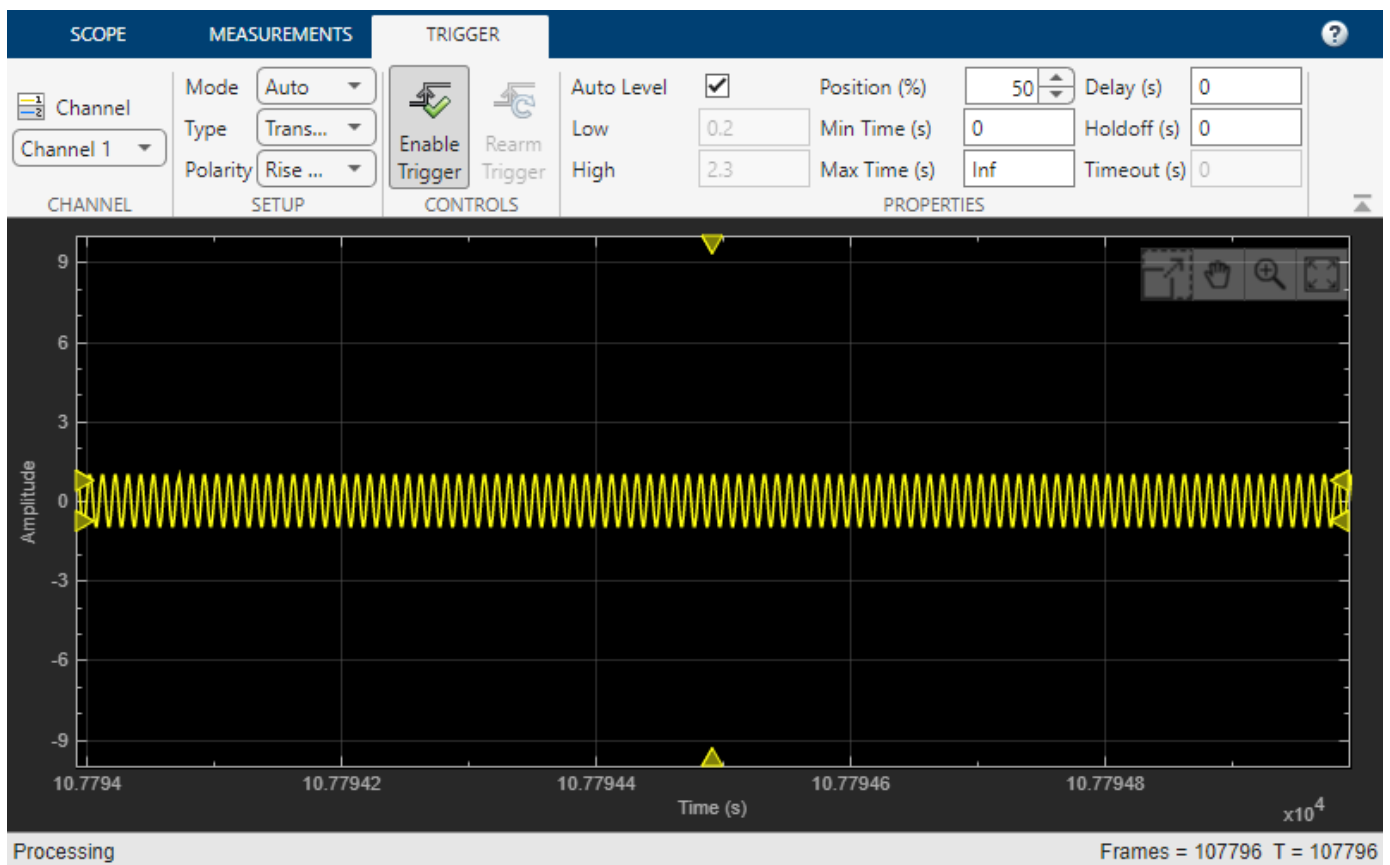 SCOPE MEASUREMENTS TRIGGER ?
1
2
Channel
Channel 1
CHANNEL
Mode Auto
Type Trans...
Polarity Rise ...
SETUP
Enable Trigger
Rearm Trigger
CONTROLS
Auto Level
Low 0.2
High 2.3
Position (%) 50
Min Time (s) 0
Max Time (s) Inf
Delay (s) 0
Holdoff (s) 0
Timeout (s) 0
PROPERTIES
Amplitude
9
6
3
0
-3
-6
-9
10.7794 10.77942 10.77944 10.77946 10.77948
Time (s)
x10^4
Processing Frames = 107796 T = 107796